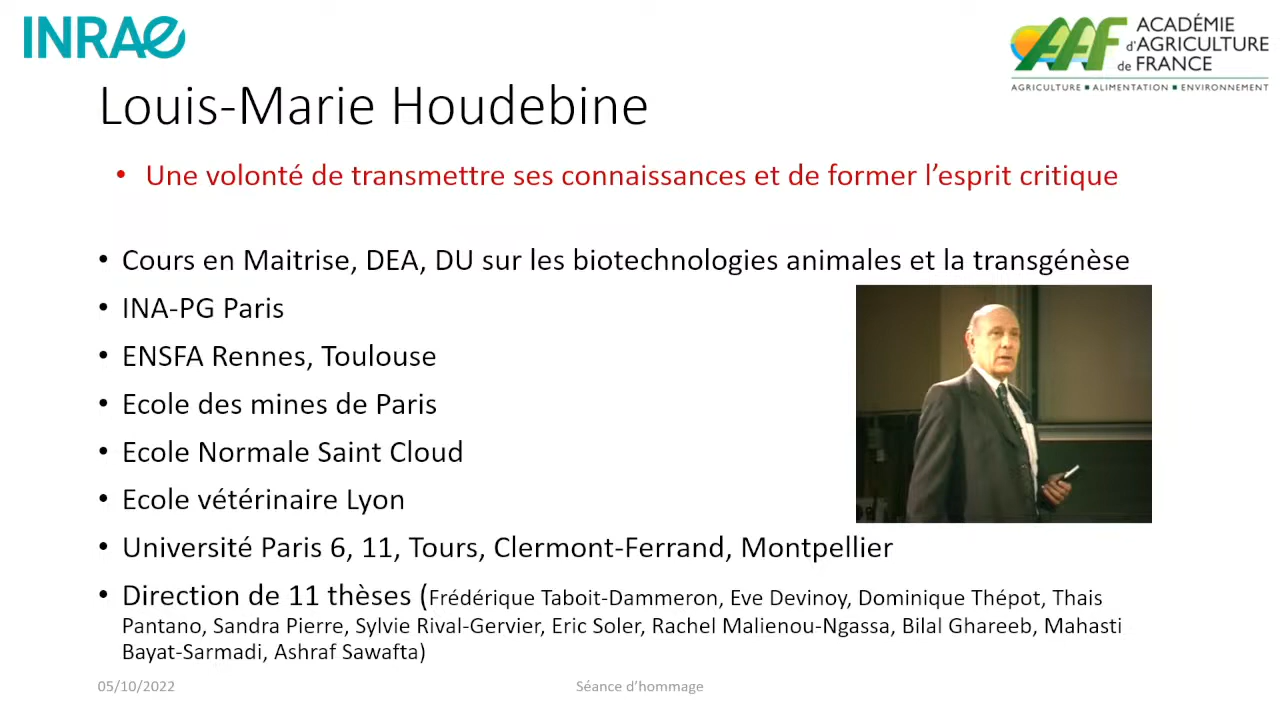 INRAE
ACADÉMIE
d'AGRICULTURE
de FRANCE
AAF
AGRICULTURE ■ ALIMENTATION ■ ENVIRONNEMENT
Louis-Marie Houdebine
• Une volonté de transmettre ses connaissances et de former l’esprit critique
• Cours en Maitrise, DEA, DU sur les biotechnologies animales et la transgénèse
• INA-PG Paris
• ENSFA Rennes, Toulouse
• Ecole des mines de Paris
• Ecole Normale Saint Cloud
• Ecole vétérinaire Lyon
• Université Paris 6, 11, Tours, Clermont-Ferrand, Montpellier
• Direction de 11 thèses (Frédérique Taboit-Dammeron, Eve Devinoy, Dominique Thépot, Thais
Pantano, Sandra Pierre, Sylvie Rival-Gervier, Eric Soler, Rachel Malienou-Ngassa, Bilal Ghareeb, Mahasti
Bayat-Sarmadi, Ashraf Sawafta)
05/10/2022
Séance d’hommage